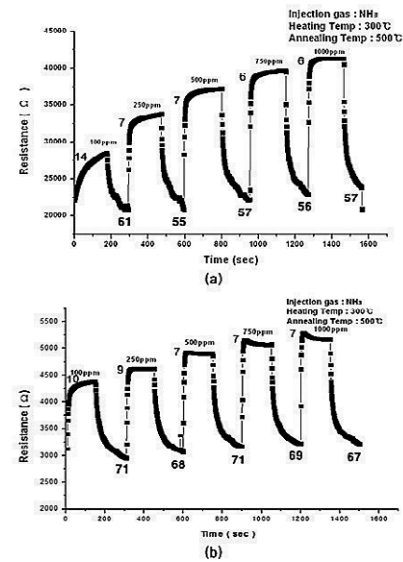 Injection gas : NH₃
Heating Temp : 300℃
Annealing Temp : 500℃
45000
40000
35000
30000
25000
20000
Resistance [ Ω ]
14
100ppm
7
250ppm
7
500ppm
6
750ppm
6
1000ppm
61
55
57
56
57
0 200 400 600 800 1000 1200 1400 1600
Time (sec)
(a)
Injection gas : NH₃
Heating Temp : 300℃
Annealing Temp : 500℃
5500
5000
4500
4000
3500
3000
2500
2000
Resistance [ Ω ]
10
100ppm
9
250ppm
7
500ppm
7
750ppm
7
1000ppm
71
68
71
69
67
0 200 400 600 800 1000 1200 1400 1600
Time ( sec )
(b)